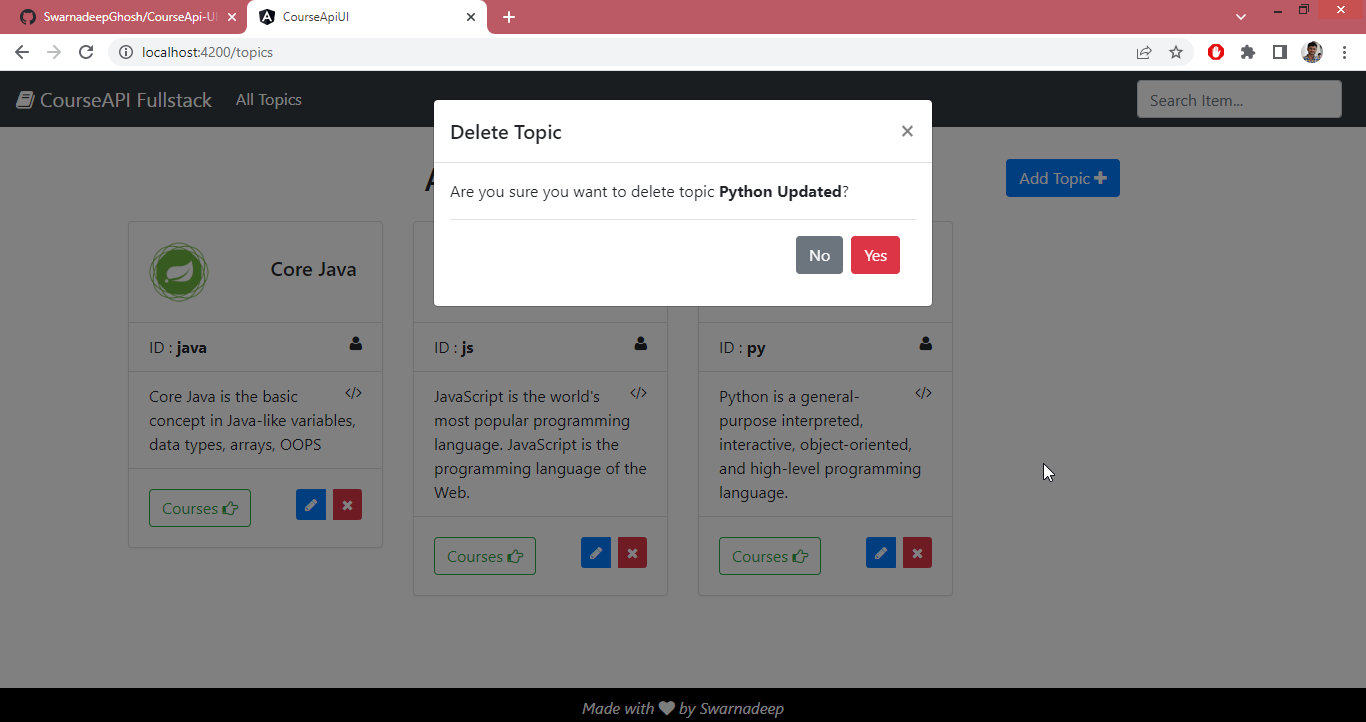 SwarnadeepGhosh/CourseApi-UI
CourseApiUI
localhost:4200/topics
CourseAPI Fullstack
All Topics
Search Item...
Delete Topic
Are you sure you want to delete topic Python Updated?
No
Yes
Add Topic
Core Java
ID : java
Core Java is the basic
concept in Java-like variables,
data types, arrays, OOPS
Courses
ID : js
JavaScript is the world's
most popular programming
language. JavaScript is the
programming language of the
Web.
Courses
ID : py
Python is a general-
purpose interpreted,
interactive, object-oriented,
and high-level programming
language.
Courses
Made with ❤ by Swarnadeep